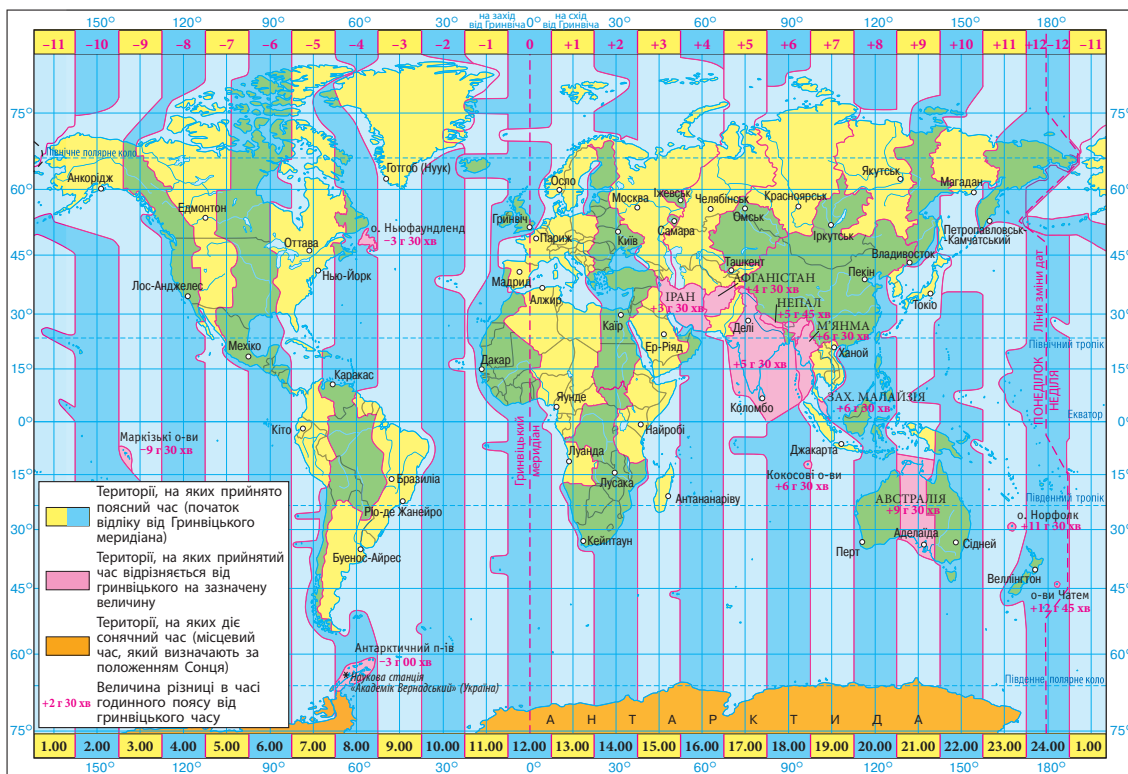 150°
120°
90°
60°
30°
на захід
від Гринвіча
0°
на схід
від Гринвіча
30°
60°
90°
120°
150°
180°
−11
−10
−9
−8
−7
−6
−5
−4
−3
−2
−1
0
+1
+2
+3
+4
+5
+6
+7
+8
+9
+10
+11
+12
−12
−11
75°
75°
Північне полярне коло
Анкорідж
Готгоб (Нуук)
Осло
Москва
Іжевськ
Челябінськ
Красноярськ
Якутськ
Магадан
60°
60°
Едмонтон
о. Ньюфаундленд
−3 г 30 хв
Гринвіч
Париж
Київ
Самара
Омськ
Іркутськ
Петропавловськ-
Камчатський
Оттава
Нью-Йорк
45°
45°
Мадрид
Ташкент
Владивосток
Пекін
Лос-Анджелес
Алжир
АФГАНІСТАН
+4 г 30 хв
ІРАН
+3 г 30 хв
НЕПАЛ
+5 г 45 хв
Токіо
30°
30°
Каїр
Делі
М'ЯНМА
+6 г 30 хв
Мехіко
Ер-Ріяд
Ханой
Північний тропік
Дакар
+5 г 30 хв
15°
15°
Каракас
Яунде
Коломбо
ЗАХ. МАЛАЙЗІЯ
+6 г 30 хв
Екватор
0°
0°
Кіто
Найробі
Маркізькі о-ви
−9 г 30 хв
Луанда
Джакарта
Лінія зміни дат
ПОНЕДІЛОК
НЕДІЛЯ
Гринвіцький
меридіан
15°
15°
Бразиліа
Лусака
Кокосові о-ви
+6 г 30 хв
Антананаріву
АВСТРАЛІЯ
+9 г 30 хв
Південний тропік
Ріо-де Жанейро
о. Норфолк
+11 г 30 хв
30°
30°
Буенос-Айрес
Кейптаун
Перт
Аделаїда
Сідней
Веллінгтон
45°
45°
о-ви Чатем
+12 г 45 хв
60°
60°
Антарктичний п-ів
−3 г 00 хв
Наукова станція
«Академік Вернадський» (Україна)
Південне полярне коло
75°
75°
АНТАРКТИДА
Території, на яких прийнято
поясний час (початок
відліку від Гринвіцького
меридіана)
Території, на яких прийнятий
час відрізняється від
гринвіцького на зазначену
величину
Території, на яких діє
сонячний час (місцевий
час, який визначають за
положенням Сонця)
+2 г 30 хв
Величина різниці в часі
годинного поясу від
гринвіцького часу
1.00
2.00
3.00
4.00
5.00
6.00
7.00
8.00
9.00
10.00
11.00
12.00
13.00
14.00
15.00
16.00
17.00
18.00
19.00
20.00
21.00
22.00
23.00
24.00
1.00
150°
120°
90°
60°
30°
0°
30°
60°
90°
120°
150°
180°